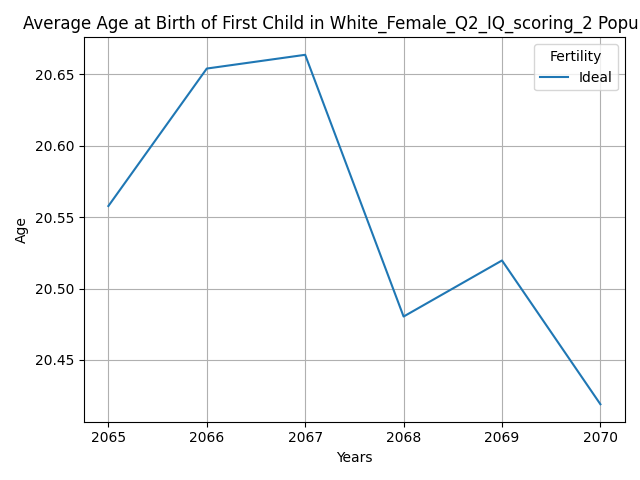 Average Age at Birth of First Child in White_Female_Q2_IQ_scoring_2 Popu
Fertility
Ideal
20.65
20.60
20.55
20.50
20.45
Age
2065 2066 2067 2068 2069 2070
Years